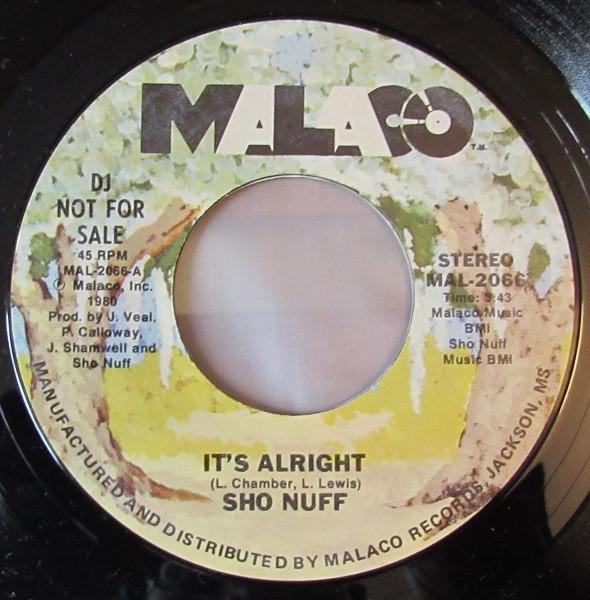 MALACO T.M.
DJ
NOT FOR
SALE
45 RPM
MAL-2066-A
℗ Malaco, Inc.
1980
Prod. by J. Veal,
P. Calloway,
J. Shamwell and
Sho Nuff
STEREO
MAL-2066
Time: 3:43
Malaco Music
BMI
Sho Nuff
Music BMI
IT'S ALRIGHT
(L. Chamber, L. Lewis)
SHO NUFF
MANUFACTURED AND DISTRIBUTED BY MALACO RECORDS, JACKSON, MS